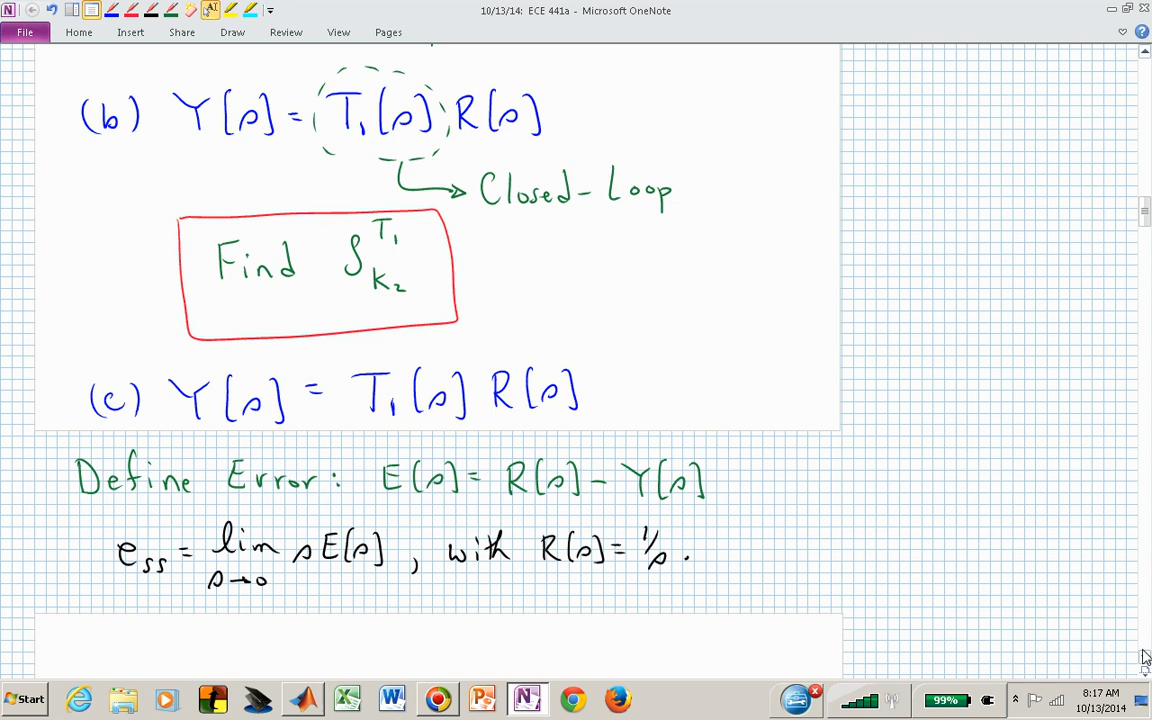 10/13/14: ECE 441a - Microsoft OneNote
File Home Insert Share Draw Review View Pages
(b) Y[s] = T₁[s] R[s]
Closed-Loop
Find S^T₁_K₂
(c) Y[s] = T₁[s] R[s]
Define Error: E[s] = R[s] - Y[s]
e_ss = lim_{s→0} s E[s], with R[s] = 1/s.
Start
99%
8:17 AM
10/13/2014